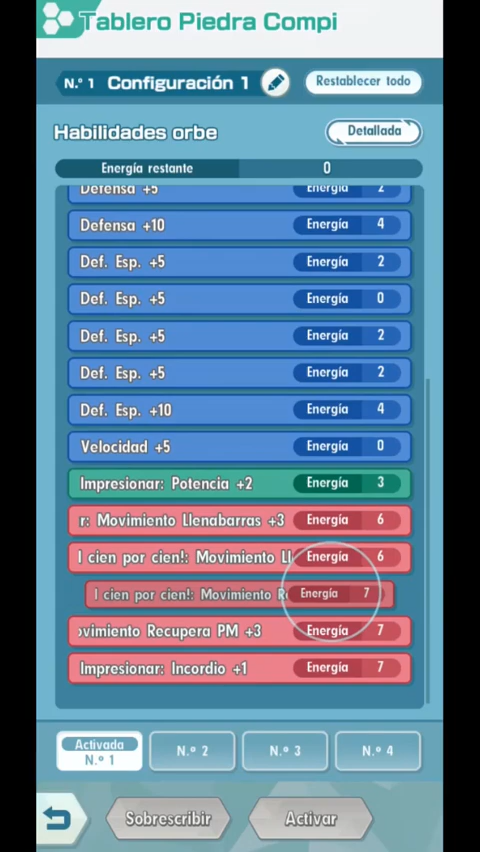 Tablero Piedra Compi
N.º 1 Configuración 1 Restablecer todo
Habilidades orbe Detallada
Energía restante 0
Defensa +5 Energía 2
Defensa +10 Energía 4
Def. Esp. +5 Energía 2
Def. Esp. +5 Energía 0
Def. Esp. +5 Energía 2
Def. Esp. +5 Energía 2
Def. Esp. +10 Energía 4
Velocidad +5 Energía 0
Impresionar: Potencia +2 Energía 3
r: Movimiento Llenabarras +3 Energía 6
l cien por cien!: Movimiento Ll Energía 6
l cien por cien!: Movimiento R Energía 7
ovimiento Recupera PM +3 Energía 7
Impresionar: Incordio +1 Energía 7
Activada
N.º 1 N.º 2 N.º 3 N.º 4
Sobrescribir Activar